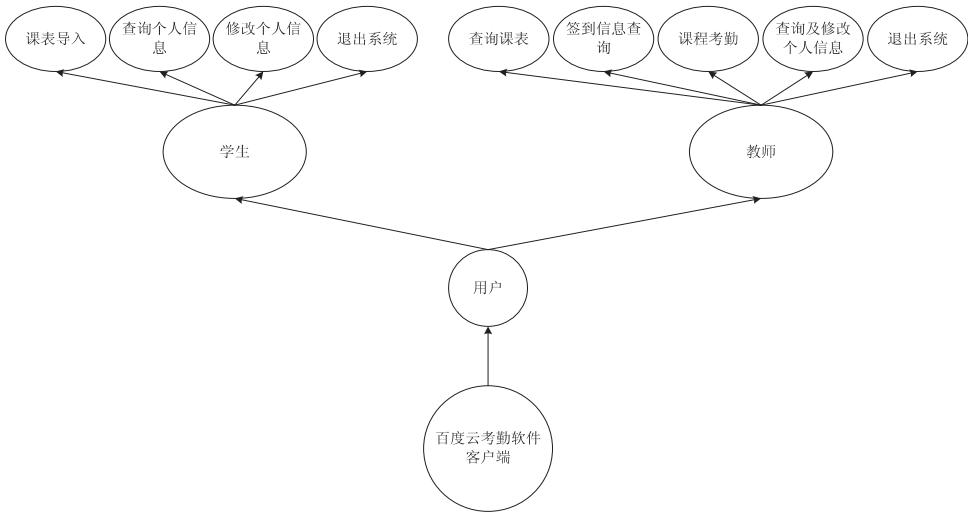 课表导入
查询个人信
息
修改个人信
息
退出系统
查询课表
签到信息查
询
课程考勤
查询及修改
个人信息
退出系统
学生
教师
用户
百度云考勤软件
客户端